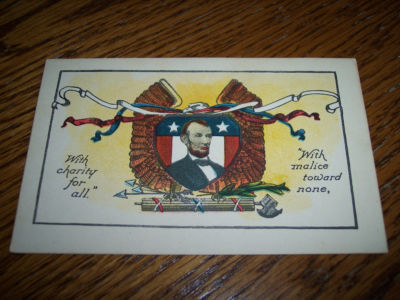 With
charity
for
all."
"With
malice
toward
none,